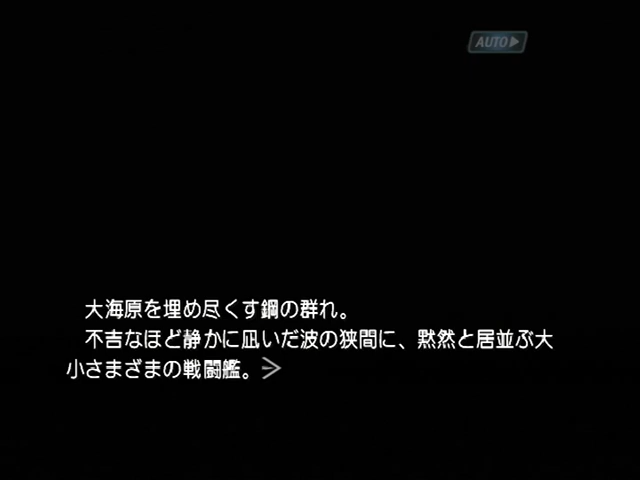 AUTO▶
大海原を埋め尽くす鋼の群れ。
不吉なほど静かに凪いだ波の狭間に、黙然と居並ぶ大
小さまざまの戦闘艦。